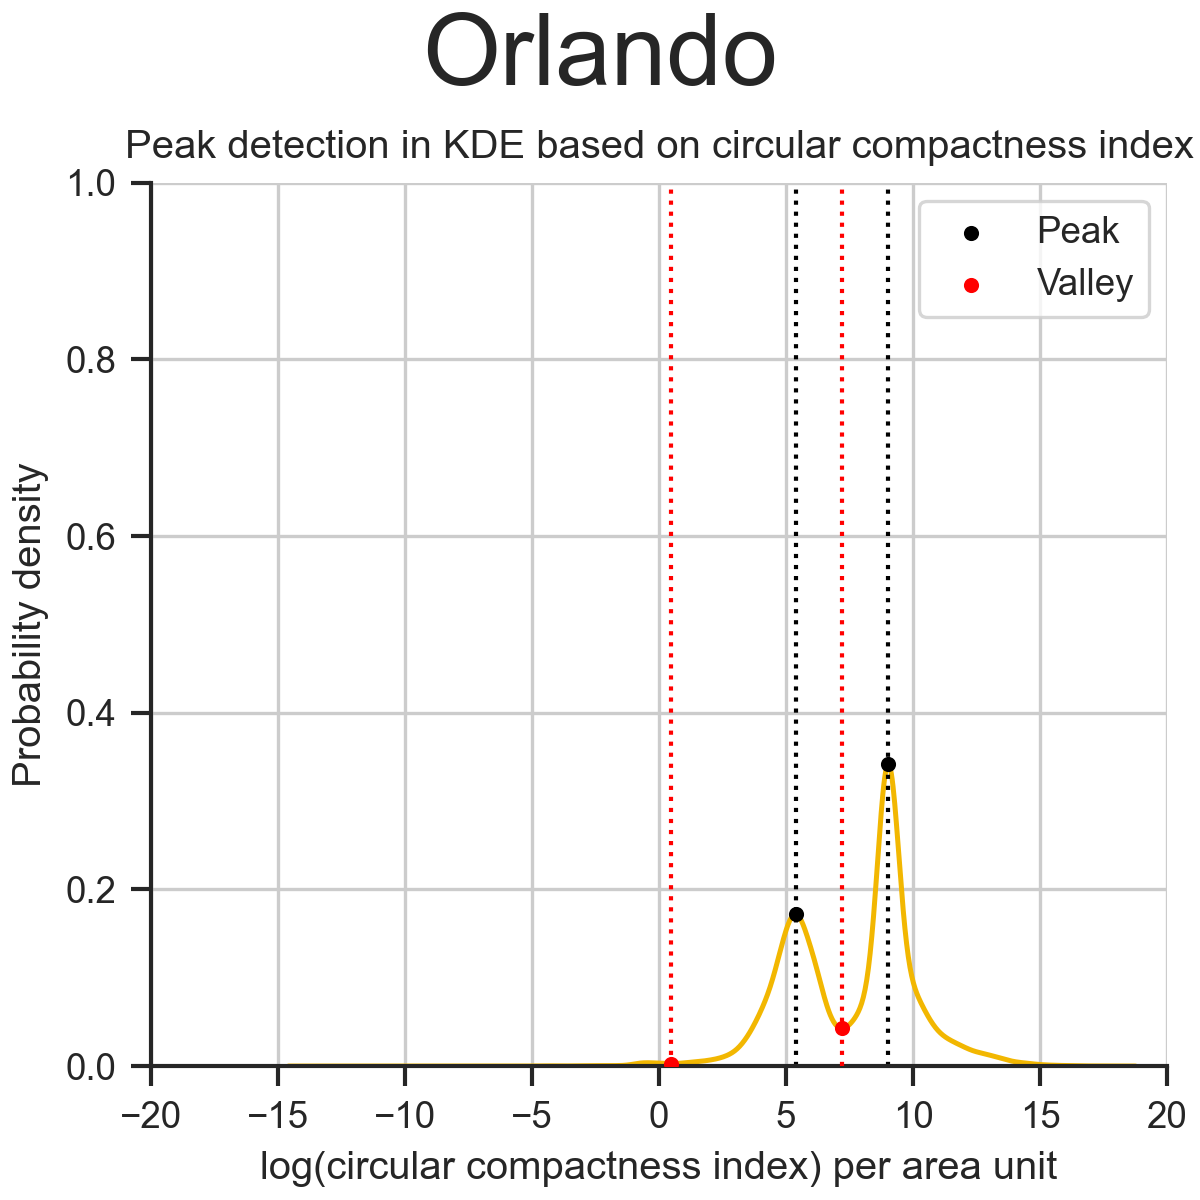 Orlando
Peak detection in KDE based on circular compactness index
1.0
Peak
Valley
0.8
0.6
0.4
0.2
0.0
Probability density
−20 −15 −10 −5 0 5 10 15 20
log(circular compactness index) per area unit